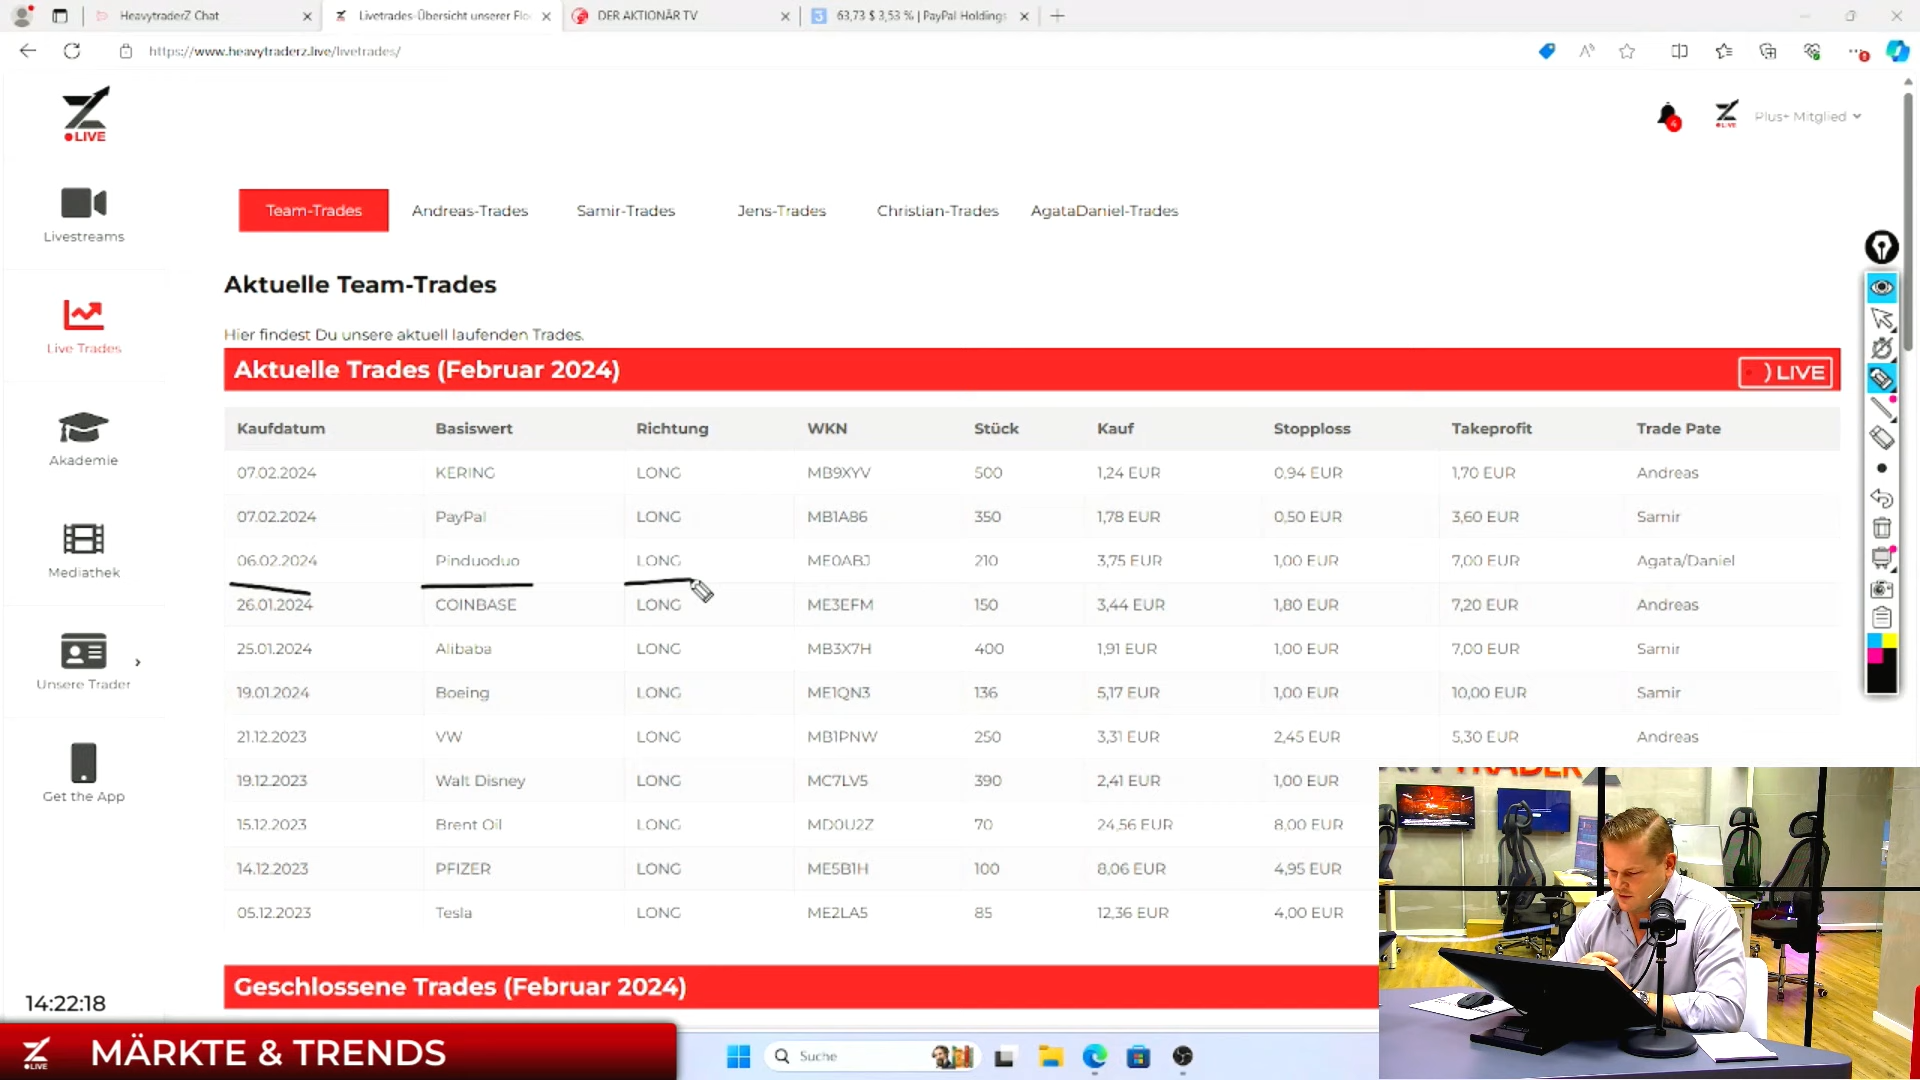 HeavytraderZ Chat
Livetrades-Übersicht unserer Flo
DER AKTIONÄR TV
63,73 $ 3,53 % | PayPal Holdings
https://www.heavytraderz.live/livetrades/
LIVE
4
Plus+ Mitglied
Livestreams
Live Trades
Akademie
Mediathek
Unsere Trader
Get the App
Team-Trades Andreas-Trades Samir-Trades Jens-Trades Christian-Trades AgataDaniel-Trades
Aktuelle Team-Trades
Hier findest Du unsere aktuell laufenden Trades.
Aktuelle Trades (Februar 2024) LIVE
Kaufdatum Basiswert Richtung WKN Stück Kauf Stopploss Takeprofit Trade Pate
07.02.2024 KERING LONG MB9XYV 500 1,24 EUR 0,94 EUR 1,70 EUR Andreas
07.02.2024 PayPal LONG MB1A86 350 1,78 EUR 0,50 EUR 3,60 EUR Samir
06.02.2024 Pinduoduo LONG ME0ABJ 210 3,75 EUR 1,00 EUR 7,00 EUR Agata/Daniel
26.01.2024 COINBASE LONG ME3EFM 150 3,44 EUR 1,80 EUR 7,20 EUR Andreas
25.01.2024 Alibaba LONG MB3X7H 400 1,91 EUR 1,00 EUR 7,00 EUR Samir
19.01.2024 Boeing LONG ME1QN3 136 5,17 EUR 1,00 EUR 10,00 EUR Samir
21.12.2023 VW LONG MB1PNW 250 3,31 EUR 2,45 EUR 5,30 EUR Andreas
19.12.2023 Walt Disney LONG MC7LV5 390 2,41 EUR 1,00 EUR
15.12.2023 Brent Oil LONG MD0U2Z 70 24,56 EUR 8,00 EUR
14.12.2023 PFIZER LONG ME5B1H 100 8,06 EUR 4,95 EUR
05.12.2023 Tesla LONG ME2LA5 85 12,36 EUR 4,00 EUR
Geschlossene Trades (Februar 2024)
14:22:18
LIVE
MÄRKTE & TRENDS
Suche